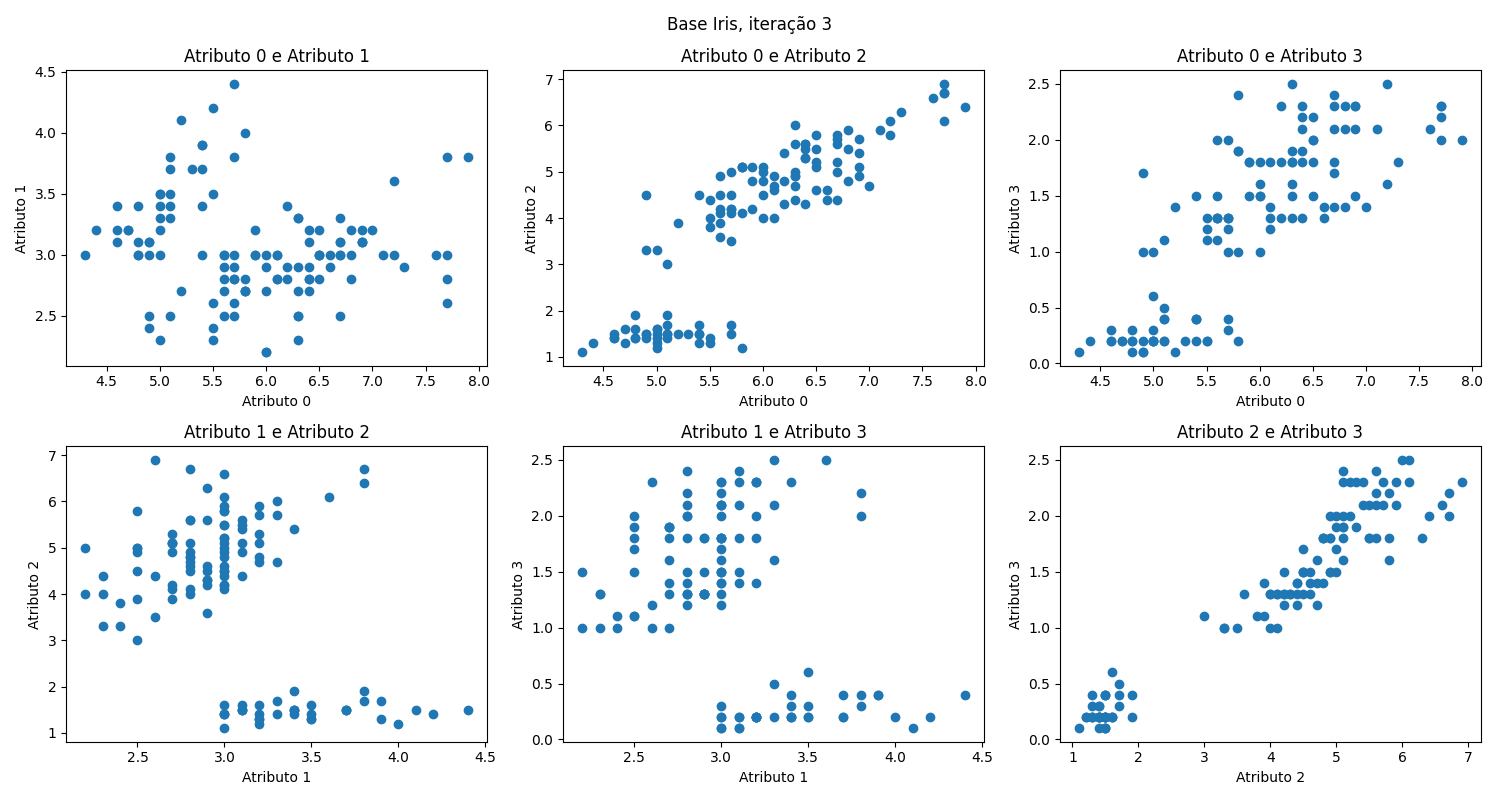 Base Iris, iteração 3
Atributo 0 e Atributo 1
4.5
4.0
3.5
3.0
2.5
Atributo 1
4.5 5.0 5.5 6.0 6.5 7.0 7.5 8.0
Atributo 0
Atributo 0 e Atributo 2
7
6
5
4
3
2
1
Atributo 2
4.5 5.0 5.5 6.0 6.5 7.0 7.5 8.0
Atributo 0
Atributo 0 e Atributo 3
2.5
2.0
1.5
1.0
0.5
0.0
Atributo 3
4.5 5.0 5.5 6.0 6.5 7.0 7.5 8.0
Atributo 0
Atributo 1 e Atributo 2
7
6
5
4
3
2
1
Atributo 2
2.5 3.0 3.5 4.0 4.5
Atributo 1
Atributo 1 e Atributo 3
2.5
2.0
1.5
1.0
0.5
0.0
Atributo 3
2.5 3.0 3.5 4.0 4.5
Atributo 1
Atributo 2 e Atributo 3
2.5
2.0
1.5
1.0
0.5
0.0
Atributo 3
1 2 3 4 5 6 7
Atributo 2